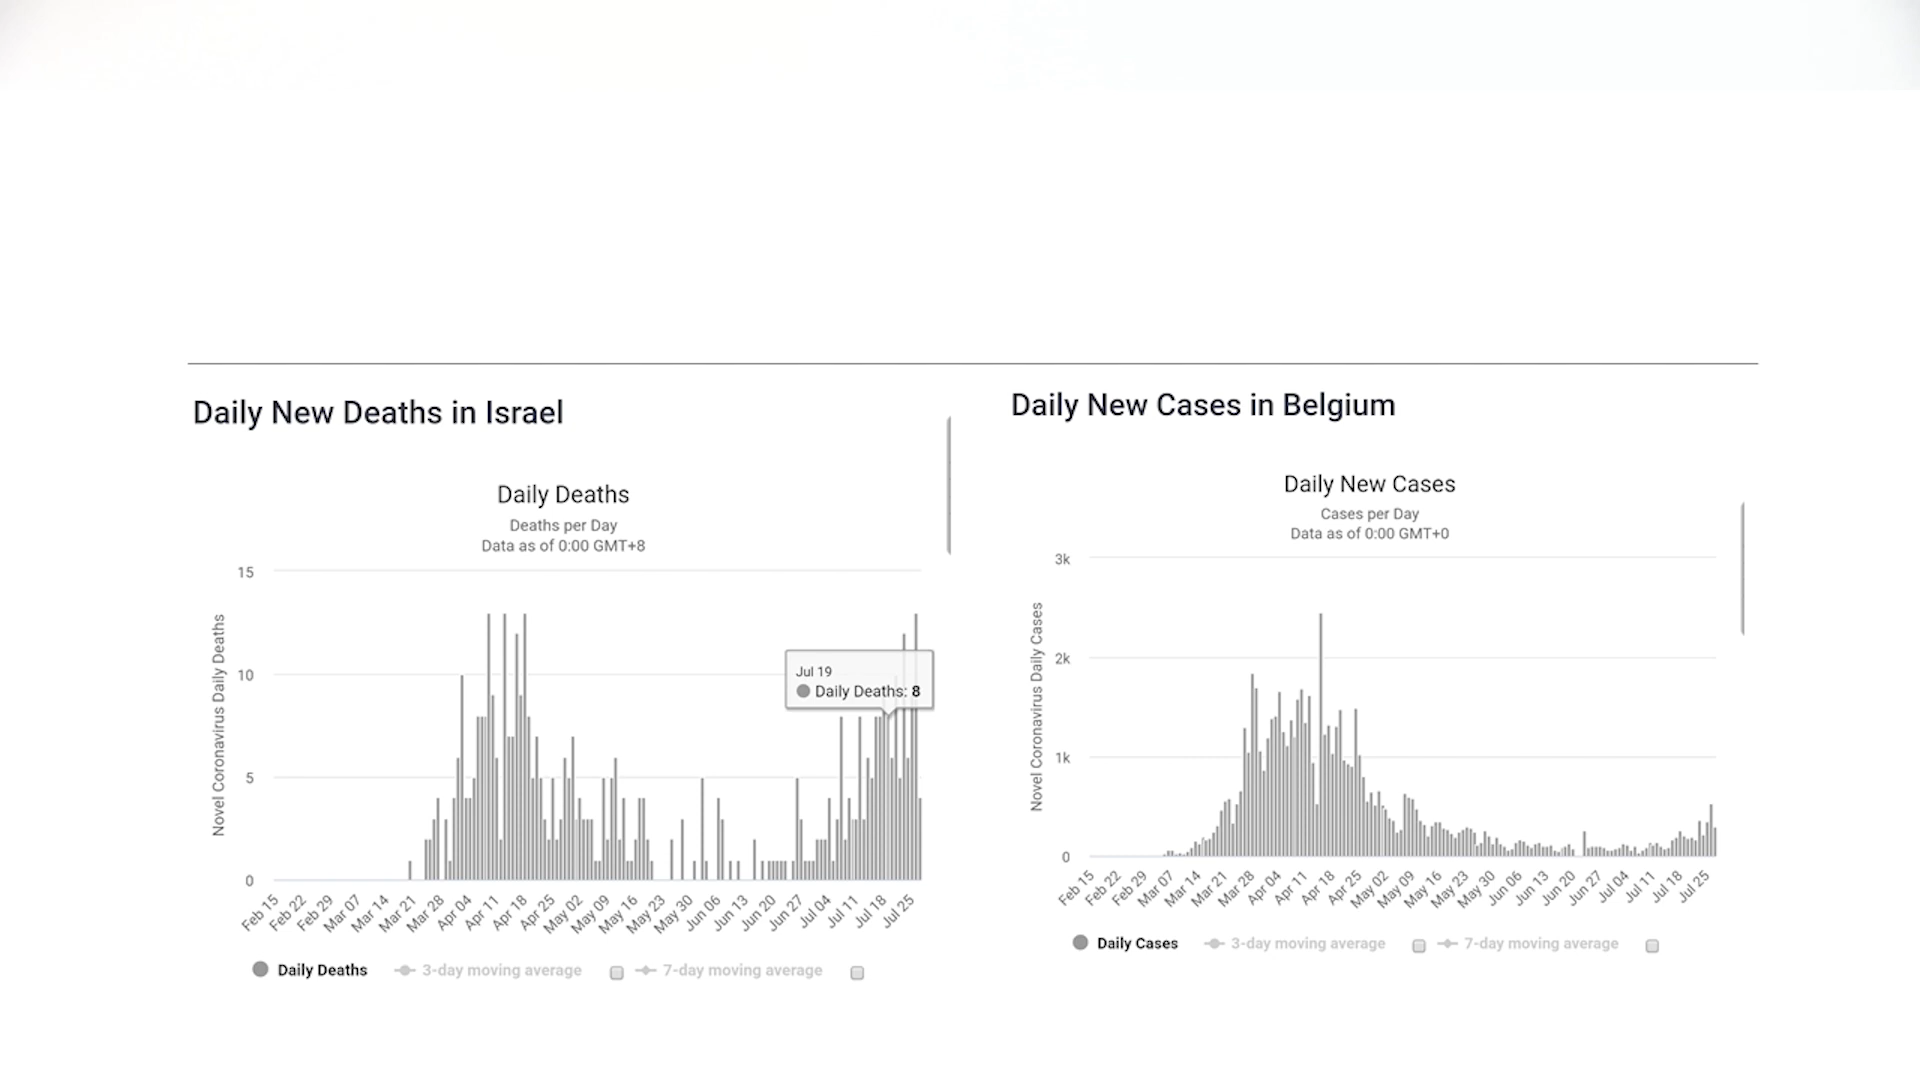 Daily New Deaths in Israel
Daily Deaths
Deaths per Day
Data as of 0:00 GMT+8
Novel Coronavirus Daily Deaths
15
10
5
0
Jul 19
Daily Deaths: 8
Feb 15
Feb 22
Feb 29
Mar 07
Mar 14
Mar 21
Mar 28
Apr 04
Apr 11
Apr 18
Apr 25
May 02
May 09
May 16
May 23
May 30
Jun 06
Jun 13
Jun 20
Jun 27
Jul 04
Jul 11
Jul 18
Jul 25
Daily Deaths
3-day moving average
7-day moving average
Daily New Cases in Belgium
Daily New Cases
Cases per Day
Data as of 0:00 GMT+0
Novel Coronavirus Daily Cases
3k
2k
1k
0
Feb 15
Feb 22
Feb 29
Mar 07
Mar 14
Mar 21
Mar 28
Apr 04
Apr 11
Apr 18
Apr 25
May 02
May 09
May 16
May 23
May 30
Jun 06
Jun 13
Jun 20
Jun 27
Jul 04
Jul 11
Jul 18
Jul 25
Daily Cases
3-day moving average
7-day moving average